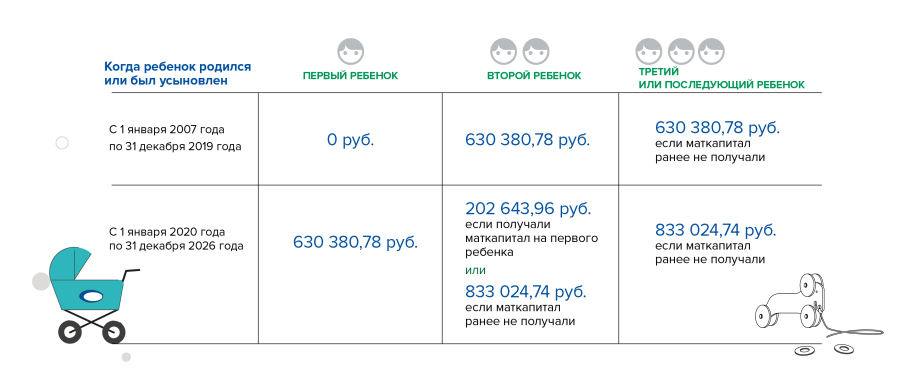 Когда ребенок родился
или был усыновлен
ПЕРВЫЙ РЕБЕНОК
ВТОРОЙ РЕБЕНОК
ТРЕТИЙ
ИЛИ ПОСЛЕДУЮЩИЙ РЕБЕНОК
С 1 января 2007 года
по 31 декабря 2019 года
0 руб.
630 380,78 руб.
630 380,78 руб.
если маткапитал
ранее не получали
С 1 января 2020 года
по 31 декабря 2026 года
630 380,78 руб.
202 643,96 руб.
если получали
маткапитал на первого
ребенка
или
833 024,74 руб.
если маткапитал
ранее не получали
833 024,74 руб.
если маткапитал
ранее не получали